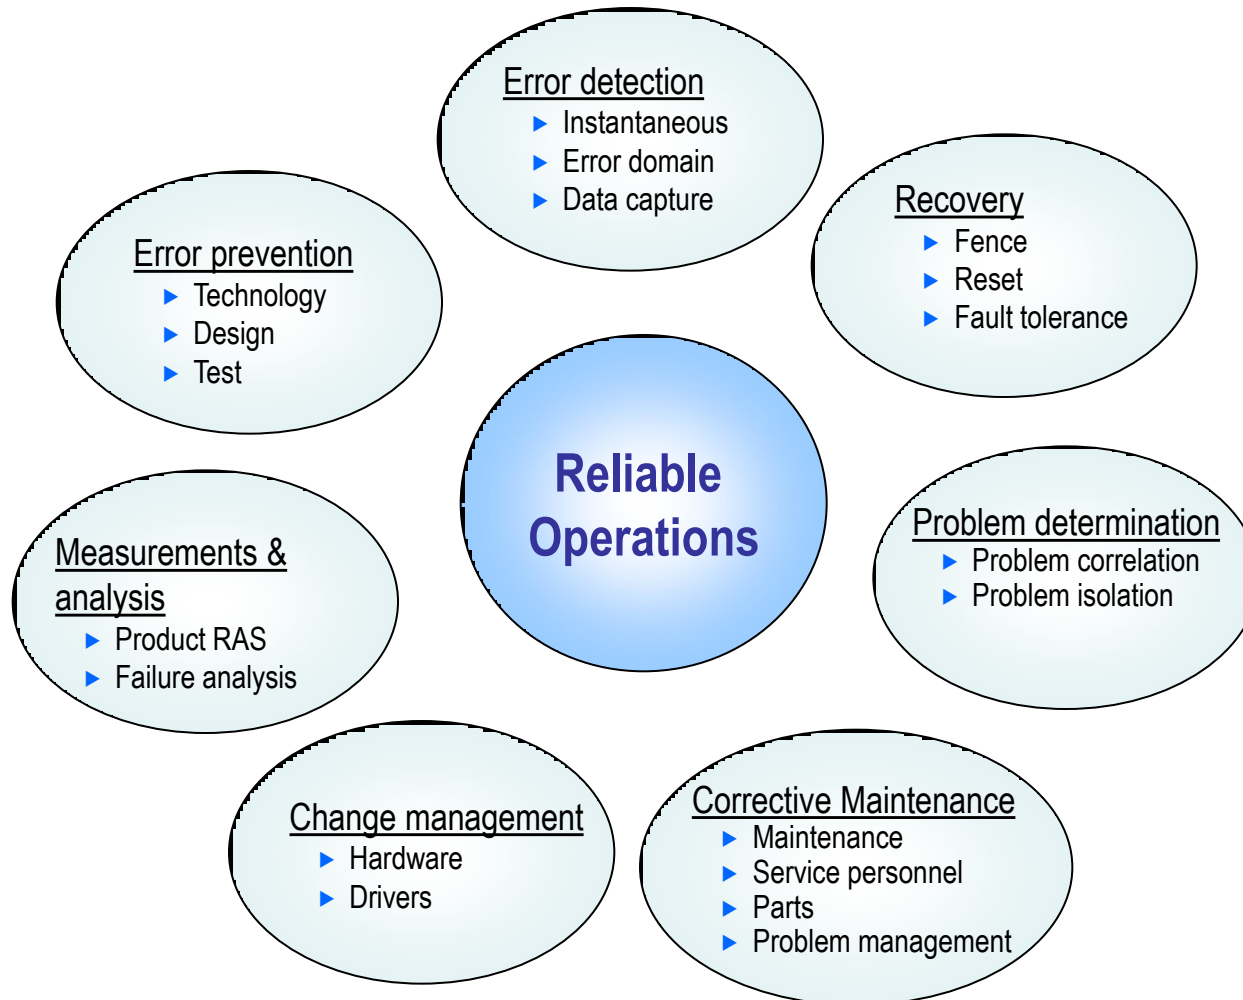 Error detection
Instantaneous
Error domain
Data capture
Recovery
Fence
Reset
Fault tolerance
Error prevention
Technology
Design
Test
Reliable
Operations
Problem determination
Problem correlation
Problem isolation
Measurements &
analysis
Product RAS
Failure analysis
Change management
Hardware
Drivers
Corrective Maintenance
Maintenance
Service personnel
Parts
Problem management